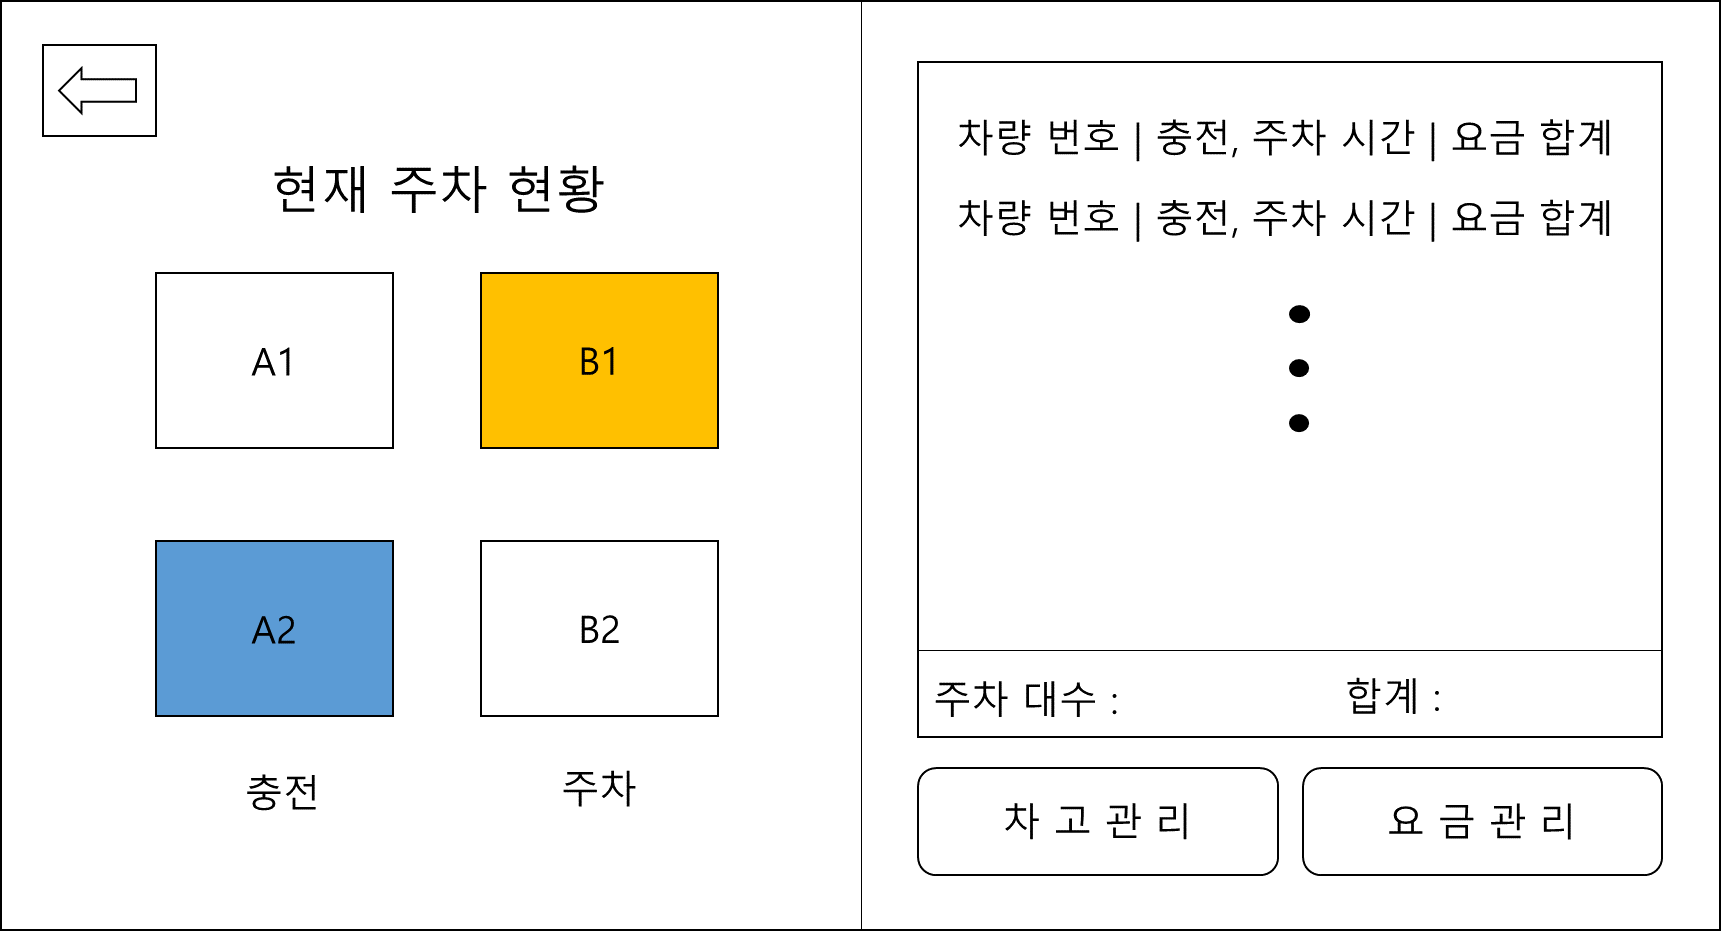 현재 주차 현황
A1
B1
A2
B2
충전
주차
차량 번호 | 충전, 주차 시간 | 요금 합계
차량 번호 | 충전, 주차 시간 | 요금 합계
주차 대수 :
합계 :
차 고 관 리
요 금 관 리